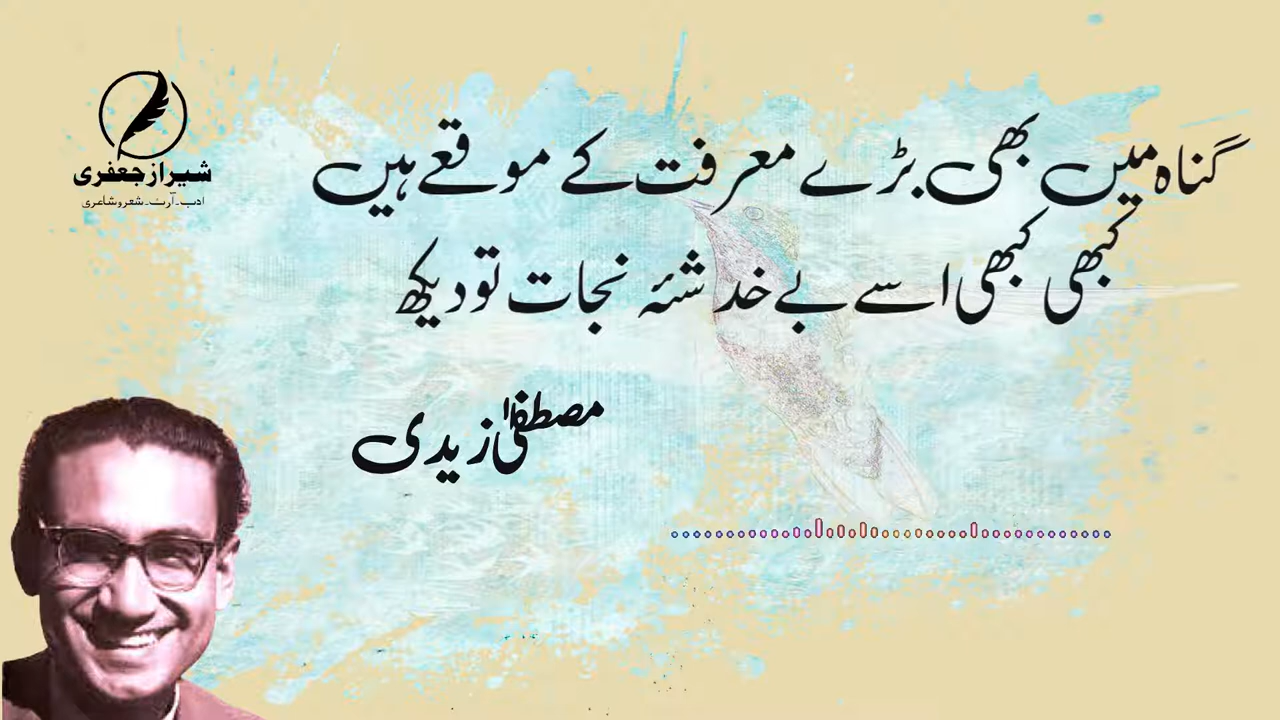 شیراز جعفری
ادب۔آرٹ۔شعروشاعری
گناہ میں بھی بڑے معرفت کے موقعے ہیں
کبھی کبھی اسے بے خدشئہ نجات تو دیکھ
مصطفیٰ زیدی